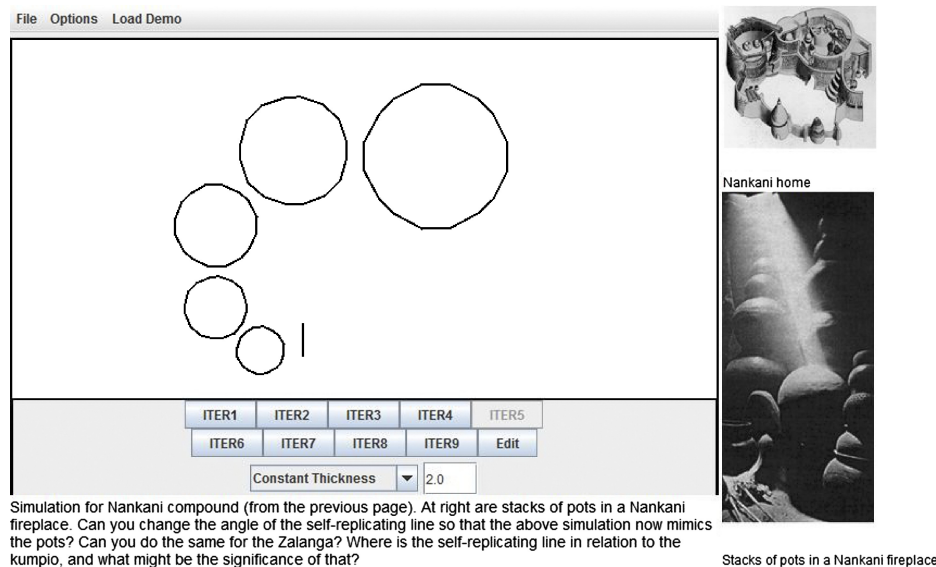 File Options Load Demo
Nankani home
ITER1 ITER2 ITER3 ITER4 ITER5
ITER6 ITER7 ITER8 ITER9 Edit
Constant Thickness 2.0
Simulation for Nankani compound (from the previous page). At right are stacks of pots in a Nankani
fireplace. Can you change the angle of the self-replicating line so that the above simulation now mimics
the pots? Can you do the same for the Zalanga? Where is the self-replicating line in relation to the
kumpio, and what might be the significance of that?
Stacks of pots in a Nankani fireplace